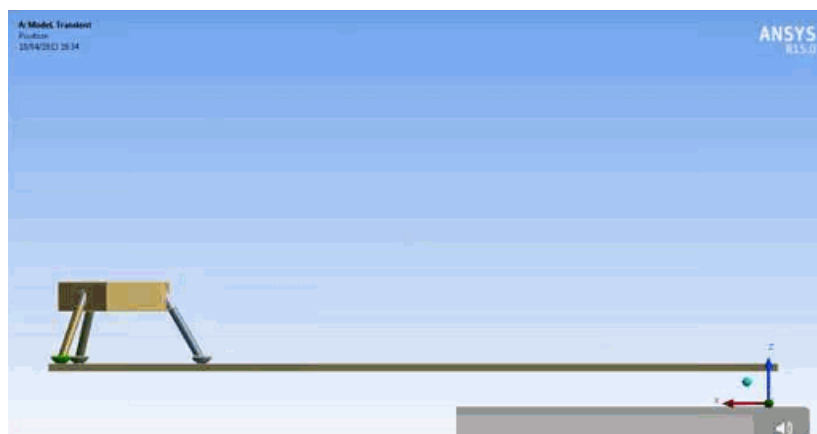 A: Model, Transient
Position
ANSYS
R15.0
Z
X